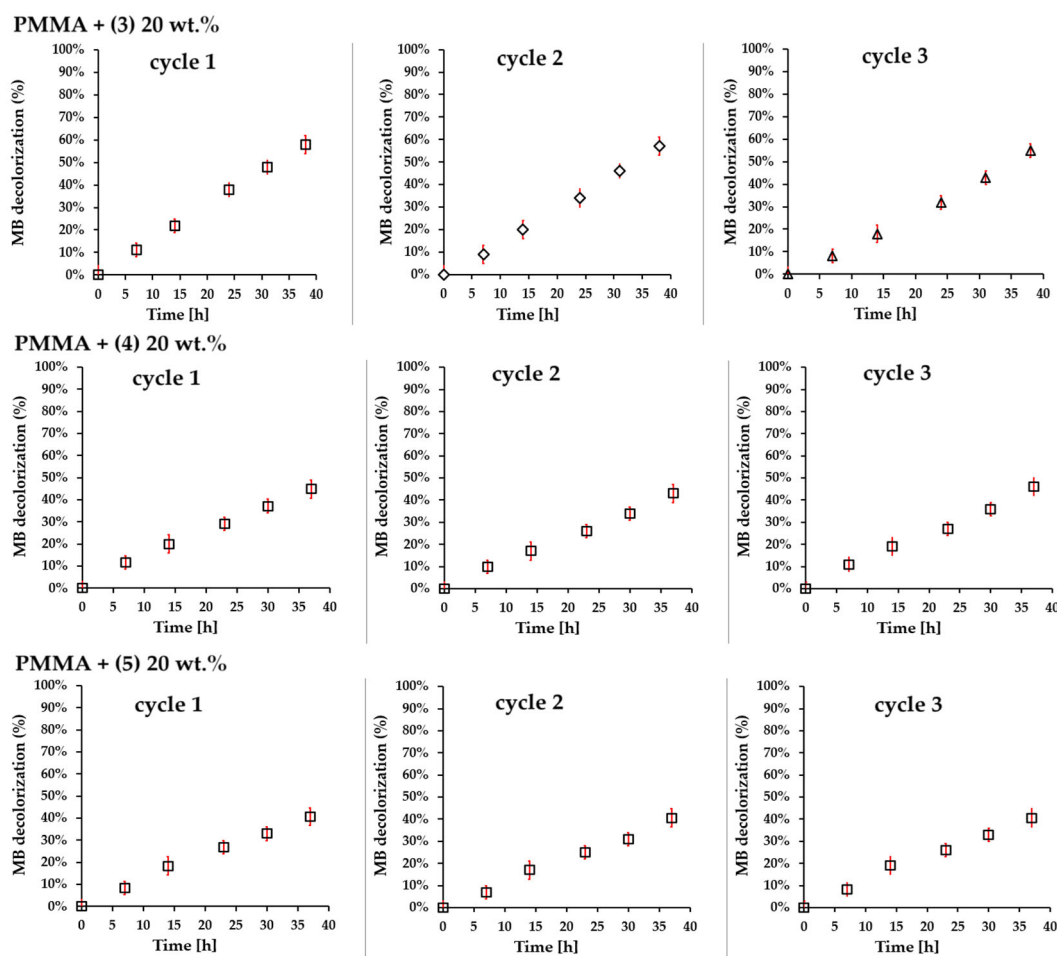 PMMA + (3) 20 wt.%
cycle 1
MB decolorization (%)
100%
90%
80%
70%
60%
50%
40%
30%
20%
10%
0%
0 5 10 15 20 25 30 35 40
Time [h]
cycle 2
MB decolorization (%)
100%
90%
80%
70%
60%
50%
40%
30%
20%
10%
0%
0 5 10 15 20 25 30 35 40
Time [h]
cycle 3
MB decolorization (%)
100%
90%
80%
70%
60%
50%
40%
30%
20%
10%
0%
0 5 10 15 20 25 30 35 40
Time [h]
PMMA + (4) 20 wt.%
cycle 1
MB decolorization (%)
100%
90%
80%
70%
60%
50%
40%
30%
20%
10%
0%
0 5 10 15 20 25 30 35 40
Time [h]
cycle 2
MB decolorization (%)
100%
90%
80%
70%
60%
50%
40%
30%
20%
10%
0%
0 5 10 15 20 25 30 35 40
Time [h]
cycle 3
MB decolorization (%)
100%
90%
80%
70%
60%
50%
40%
30%
20%
10%
0%
0 5 10 15 20 25 30 35 40
Time [h]
PMMA + (5) 20 wt.%
cycle 1
MB decolorization (%)
100%
90%
80%
70%
60%
50%
40%
30%
20%
10%
0%
0 5 10 15 20 25 30 35 40
Time [h]
cycle 2
MB decolorization (%)
100%
90%
80%
70%
60%
50%
40%
30%
20%
10%
0%
0 5 10 15 20 25 30 35 40
Time [h]
cycle 3
MB decolorization (%)
100%
90%
80%
70%
60%
50%
40%
30%
20%
10%
0%
0 5 10 15 20 25 30 35 40
Time [h]